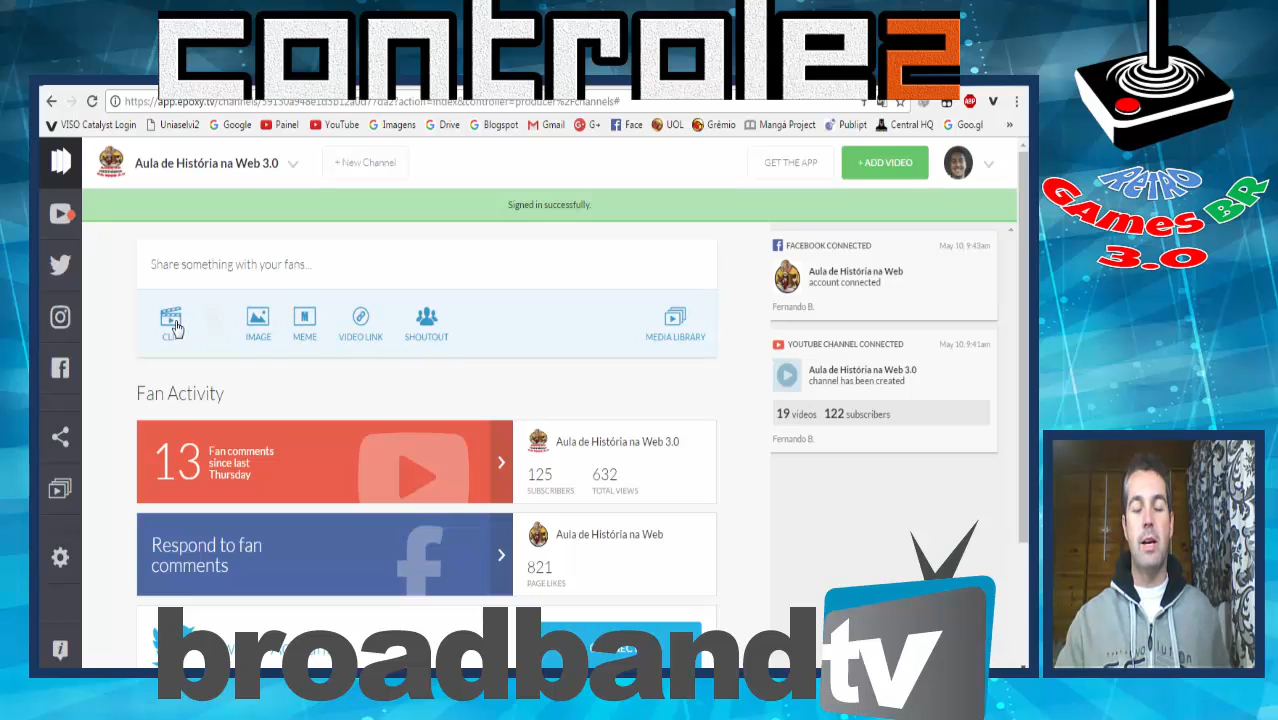 controle2
https://app.epoxy.tv/channels/
VISO Catalyst Login Uniaselvi2 Google Painel YouTube Imagens Drive Blogspot Gmail G+ Face UOL Grêmio Mangá Project Publipt Central HQ Goo.gl »
Aula de História na Web 3.0
+ New Channel
GET THE APP
+ ADD VIDEO
Signed in successfully.
Share something with your fans...
IMAGE MEME VIDEO LINK SHOUTOUT MEDIA LIBRARY
Fan Activity
13 Fan comments
since last
Thursday
Aula de História na Web 3.0
125 632
SUBSCRIBERS TOTAL VIEWS
Respond to fan
comments
Aula de História na Web
821
PAGE LIKES
FACEBOOK CONNECTED May 10, 9:43am
Aula de História na Web
account connected
Fernando B.
YOUTUBE CHANNEL CONNECTED May 10, 9:41am
Aula de História na Web 3.0
channel has been created
19 videos 122 subscribers
Fernando B.
broadbandtv
RETRO
GAMES BR
3.0